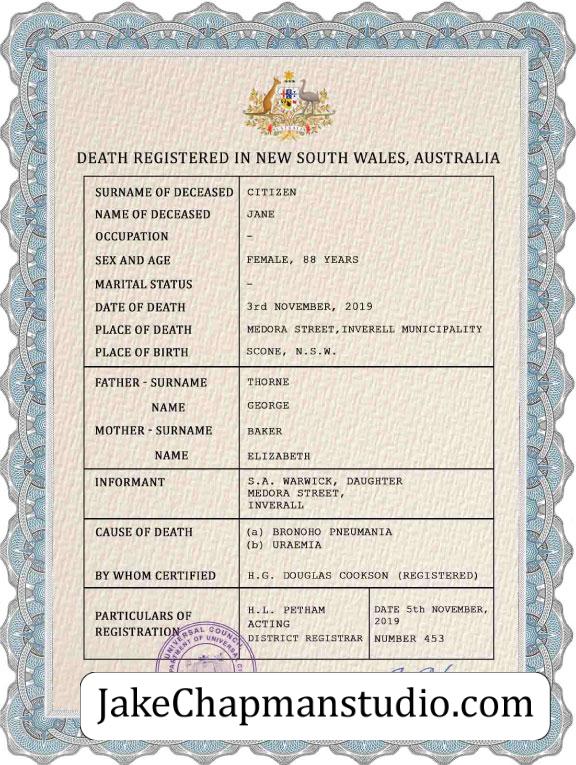 AUSTRALIA
DEATH REGISTERED IN NEW SOUTH WALES, AUSTRALIA
SURNAME OF DECEASED CITIZEN
NAME OF DECEASED JANE
OCCUPATION –
SEX AND AGE FEMALE, 88 YEARS
MARITAL STATUS –
DATE OF DEATH 3rd NOVEMBER, 2019
PLACE OF DEATH MEDORA STREET,INVERELL MUNICIPALITY
PLACE OF BIRTH SCONE, N.S.W.
FATHER - SURNAME THORNE
NAME GEORGE
MOTHER - SURNAME BAKER
NAME ELIZABETH
INFORMANT S.A. WARWICK, DAUGHTER
MEDORA STREET,
INVERALL
CAUSE OF DEATH (a) BRONOHO PNEUMANIA
(b) URAEMIA
BY WHOM CERTIFIED H.G. DOUGLAS COOKSON (REGISTERED)
PARTICULARS OF
REGISTRATION
H.L. PETHAM
ACTING
DISTRICT REGISTRAR
DATE 5th NOVEMBER,
2019
NUMBER 453
UNIVERSAL COUNCIL
OF UNIVERSAL
JakeChapmanstudio.com